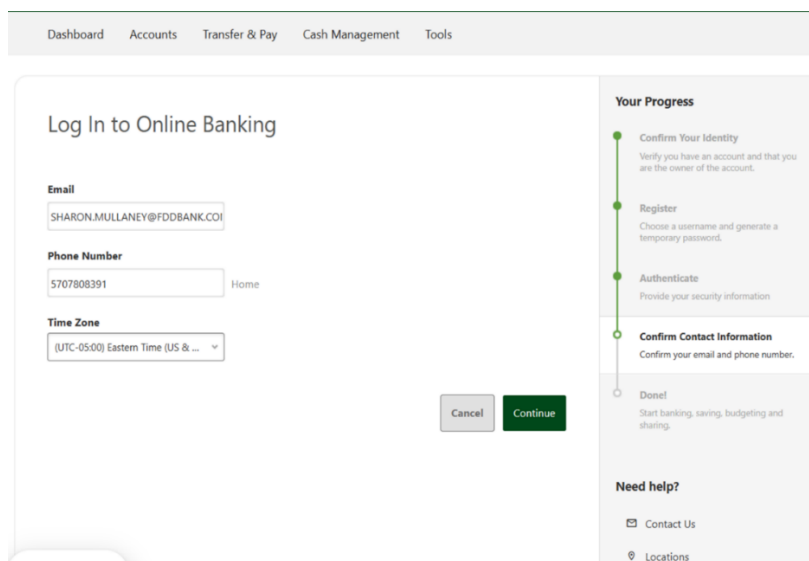 Dashboard Accounts Transfer & Pay Cash Management Tools
Log In to Online Banking
Email
SHARON.MULLANEY@FDDBANK.COI
Phone Number
5707808391 Home
Time Zone
(UTC-05:00) Eastern Time (US & ...
Cancel Continue
Your Progress
Confirm Your Identity
Verify you have an account and that you
are the owner of the account.
Register
Choose a username and generate a
temporary password.
Authenticate
Provide your security information
Confirm Contact Information
Confirm your email and phone number.
Done!
Start banking, saving, budgeting and
sharing.
Need help?
Contact Us
Locations